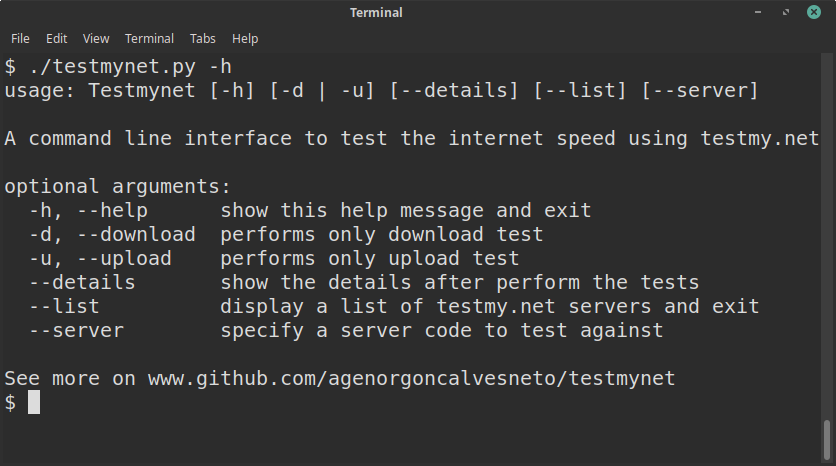 Terminal
File Edit View Terminal Tabs Help
$ ./testmynet.py -h
usage: Testmynet [-h] [-d | -u] [--details] [--list] [--server]
A command line interface to test the internet speed using testmy.net
optional arguments:
-h, --help show this help message and exit
-d, --download performs only download test
-u, --upload performs only upload test
--details show the details after perform the tests
--list display a list of testmy.net servers and exit
--server specify a server code to test against
See more on www.github.com/agenorgoncalvesneto/testmynet
$